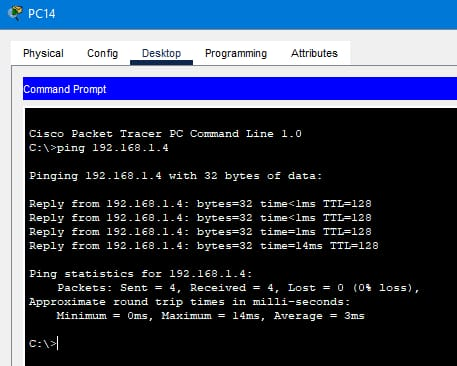 PC14
Physical Config Desktop Programming Attributes
Command Prompt
Cisco Packet Tracer PC Command Line 1.0
C:\>ping 192.168.1.4
Pinging 192.168.1.4 with 32 bytes of data:
Reply from 192.168.1.4: bytes=32 time<1ms TTL=128
Reply from 192.168.1.4: bytes=32 time<1ms TTL=128
Reply from 192.168.1.4: bytes=32 time=1ms TTL=128
Reply from 192.168.1.4: bytes=32 time=14ms TTL=128
Ping statistics for 192.168.1.4:
Packets: Sent = 4, Received = 4, Lost = 0 (0% loss),
Approximate round trip times in milli-seconds:
Minimum = 0ms, Maximum = 14ms, Average = 3ms
C:\>